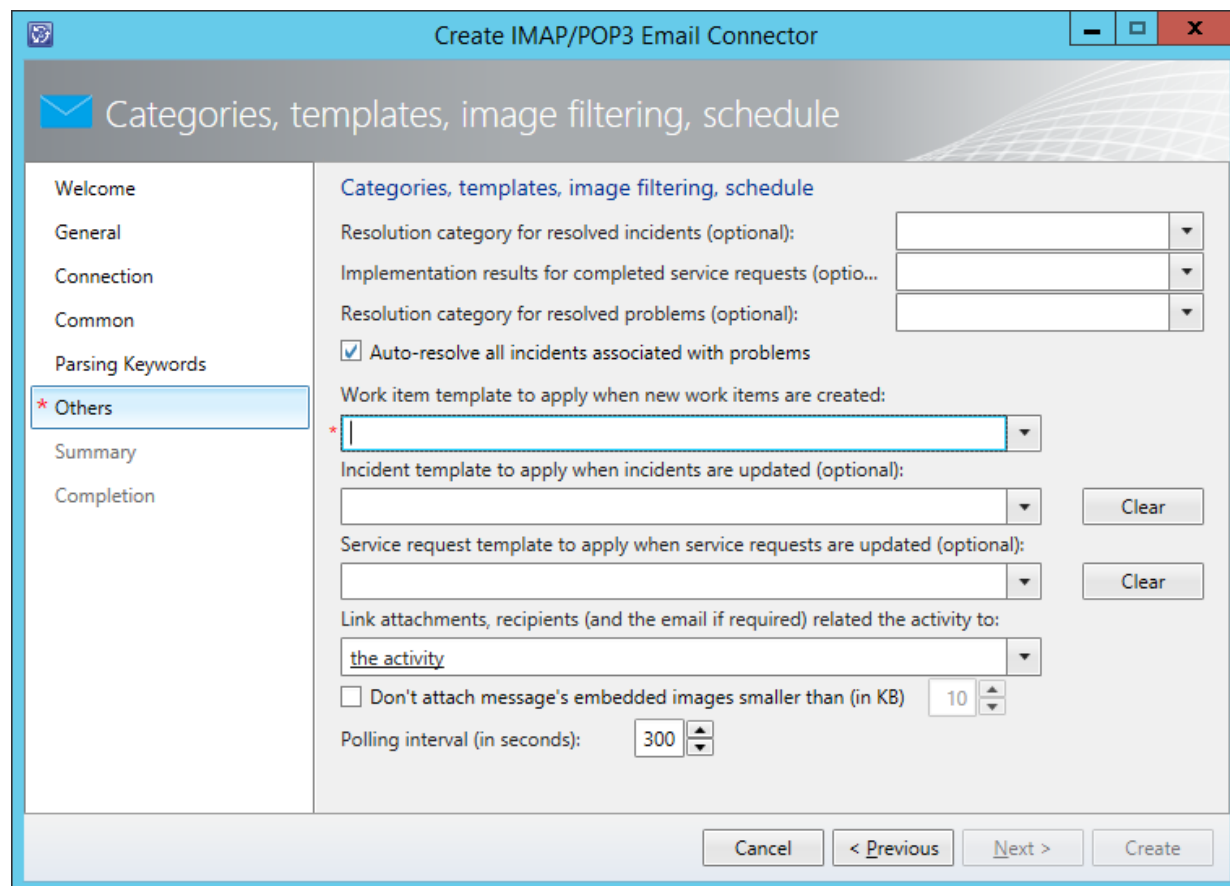 Create IMAP/POP3 Email Connector
Categories, templates, image filtering, schedule
Welcome
General
Connection
Common
Parsing Keywords
* Others
Summary
Completion
Categories, templates, image filtering, schedule
Resolution category for resolved incidents (optional):
Implementation results for completed service requests (optio...
Resolution category for resolved problems (optional):
Auto-resolve all incidents associated with problems
Work item template to apply when new work items are created:
*
Incident template to apply when incidents are updated (optional):
Clear
Service request template to apply when service requests are updated (optional):
Clear
Link attachments, recipients (and the email if required) related the activity to:
the activity
Don't attach message's embedded images smaller than (in KB) 10
Polling interval (in seconds): 300
Cancel < Previous Next > Create